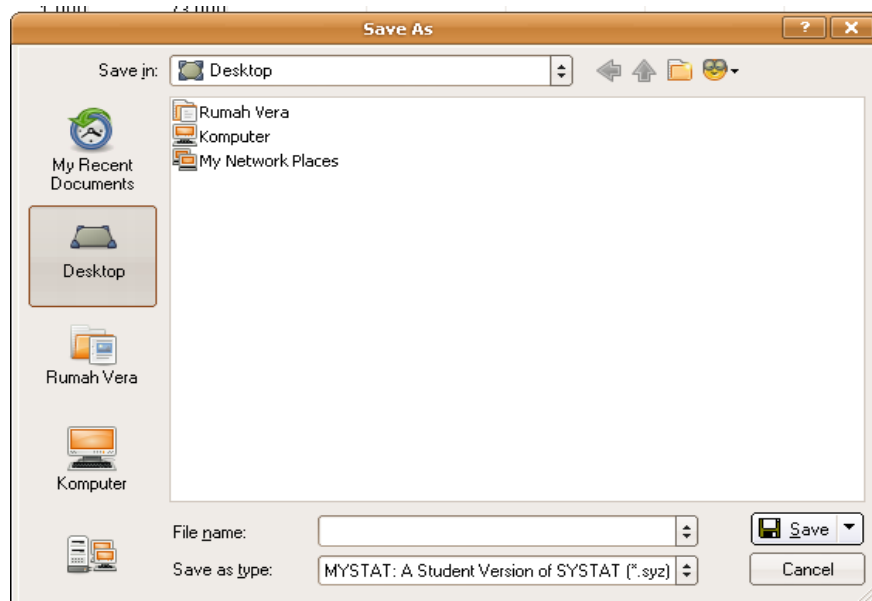 Save As
Save in: Desktop
Rumah Vera
Komputer
My Network Places
My Recent
Documents
Desktop
Rumah Vera
Komputer
File name:
Save
Save as type: MYSTAT: A Student Version of SYSTAT (*.syz)
Cancel